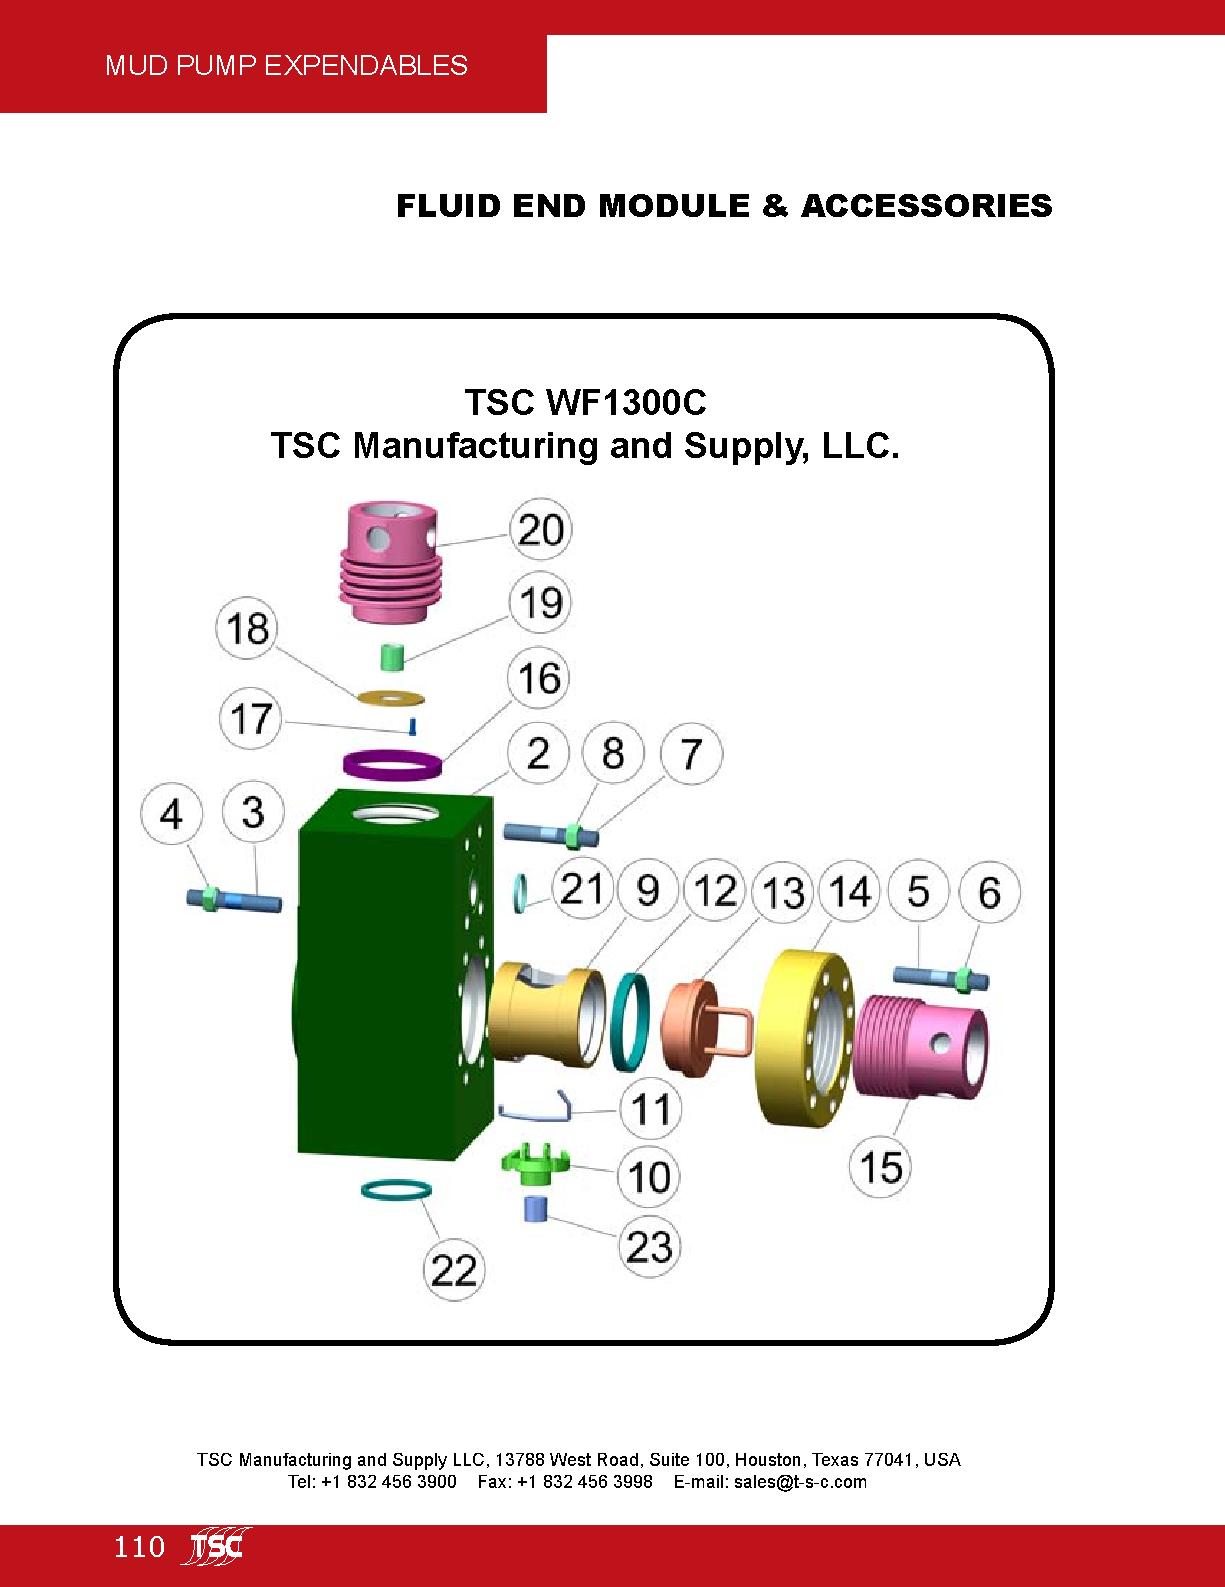 MUD PUMP EXPENDABLES
FLUID END MODULE & ACCESSORIES
TSC WF1300C
TSC Manufacturing and Supply, LLC.
20
19
18
16
17
2 8 7
4 3
21 9 12 13 14 5 6
11
15
10
23
22
TSC Manufacturing and Supply LLC, 13788 West Road, Suite 100, Houston, Texas 77041, USA
Tel: +1 832 456 3900 Fax: +1 832 456 3998 E-mail: sales@t-s-c.com
110 TSC